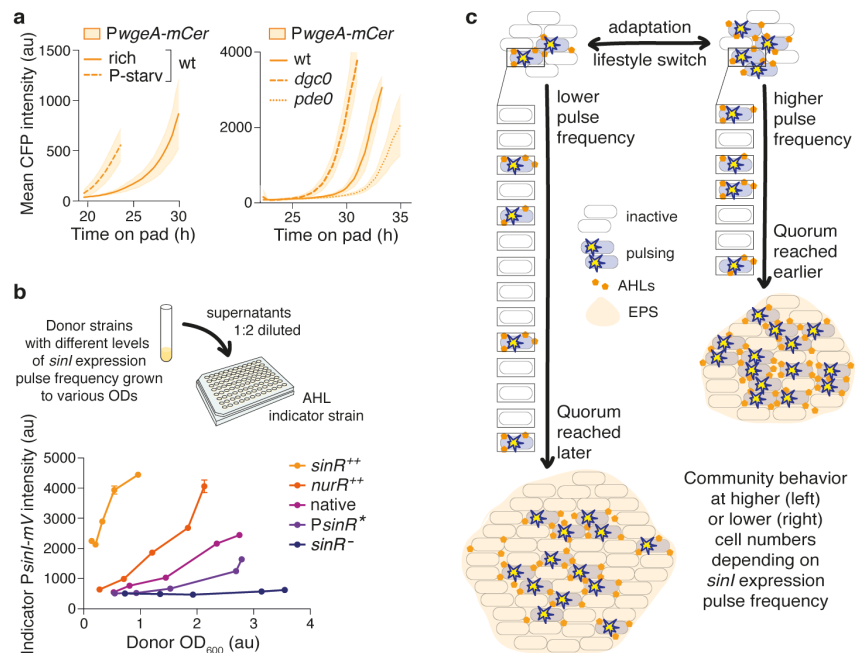 a
PwgeA-mCer
rich
P-starv
wt
Mean CFP intensity (au)
1500
1000
500
0
20
25
30
Time on pad (h)
PwgeA-mCer
wt
dgc0
pde0
4000
2000
0
25
30
35
Time on pad (h)
b
Donor strains
with different levels
of sinI expression
pulse frequency grown
to various ODs
supernatants
1:2 diluted
AHL
indicator strain
Indicator PsinI-mV intensity (au)
5000
4000
3000
2000
1000
0
0
1
2
3
4
Donor OD600 (au)
sinR++
nurR++
native
PsinR*
sinR−
c
adaptation
lifestyle switch
lower
pulse
frequency
higher
pulse
frequency
inactive
pulsing
AHLs
EPS
Quorum
reached
earlier
Quorum
reached
later
Community behavior
at higher (left)
or lower (right)
cell numbers
depending on
sinI expression
pulse frequency